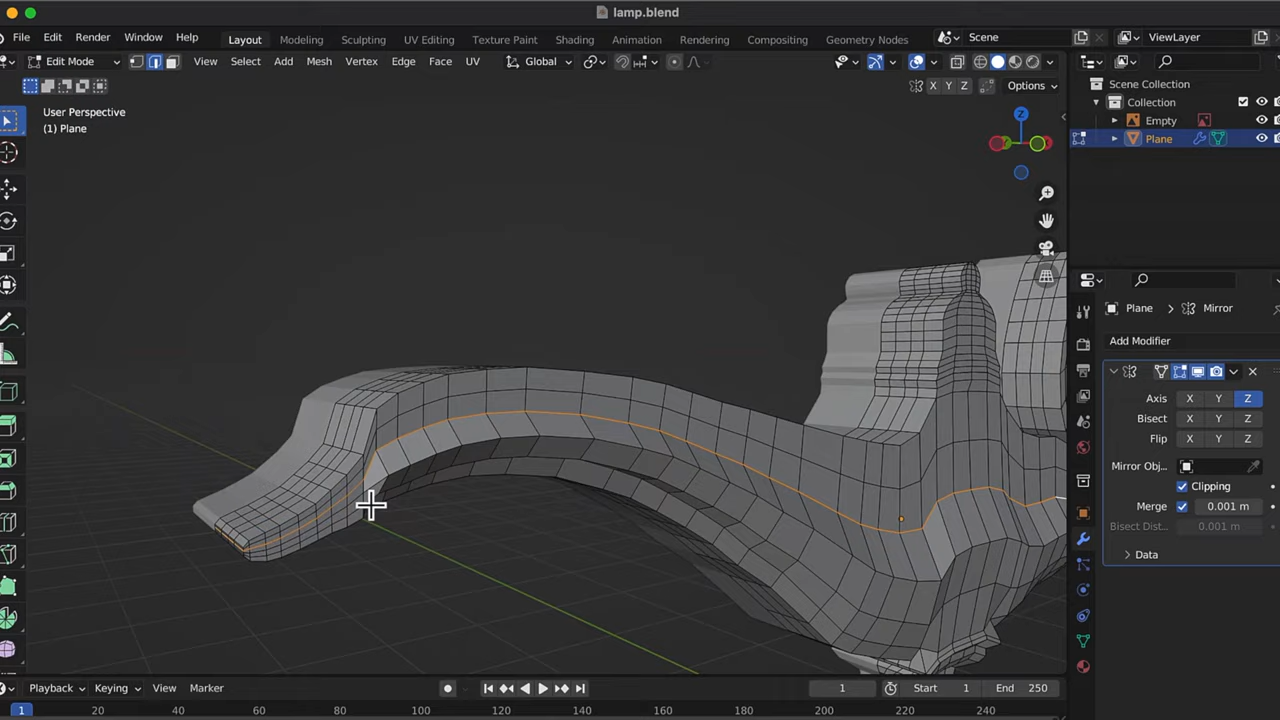 lamp.blend
File Edit Render Window Help Layout Modeling Sculpting UV Editing Texture Paint Shading Animation Rendering Compositing Geometry Nodes Scene ViewLayer
Edit Mode View Select Add Mesh Vertex Edge Face UV Global
X Y Z Options
User Perspective
(1) Plane
Z
Scene Collection
Collection
Empty
Plane
Plane > Mirror
Add Modifier
Axis X Y Z
Bisect X Y Z
Flip X Y Z
Mirror Obj...
Clipping
Merge 0.001 m
Bisect Dist... 0.001 m
Data
Playback Keying View Marker 1 Start 1 End 250
1 20 40 60 80 100 120 140 160 180 200 220 240